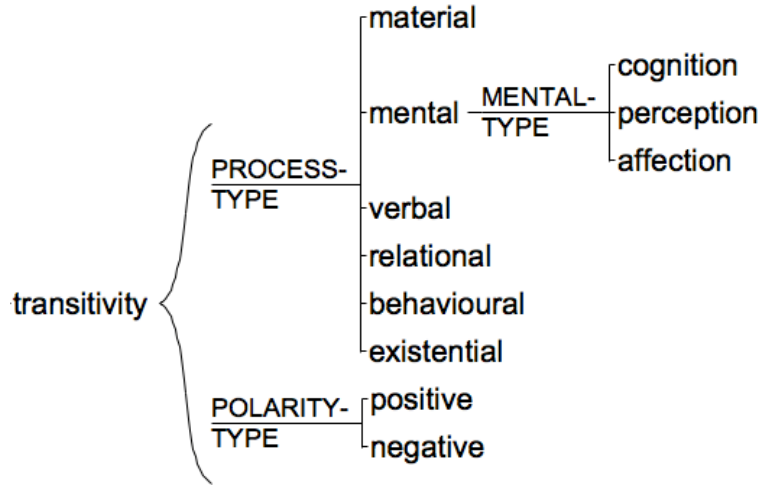 material
cognition
mental
MENTAL-
TYPE
perception
affection
PROCESS-
TYPE
verbal
relational
transitivity
behavioural
existential
POLARITY-
TYPE
positive
negative